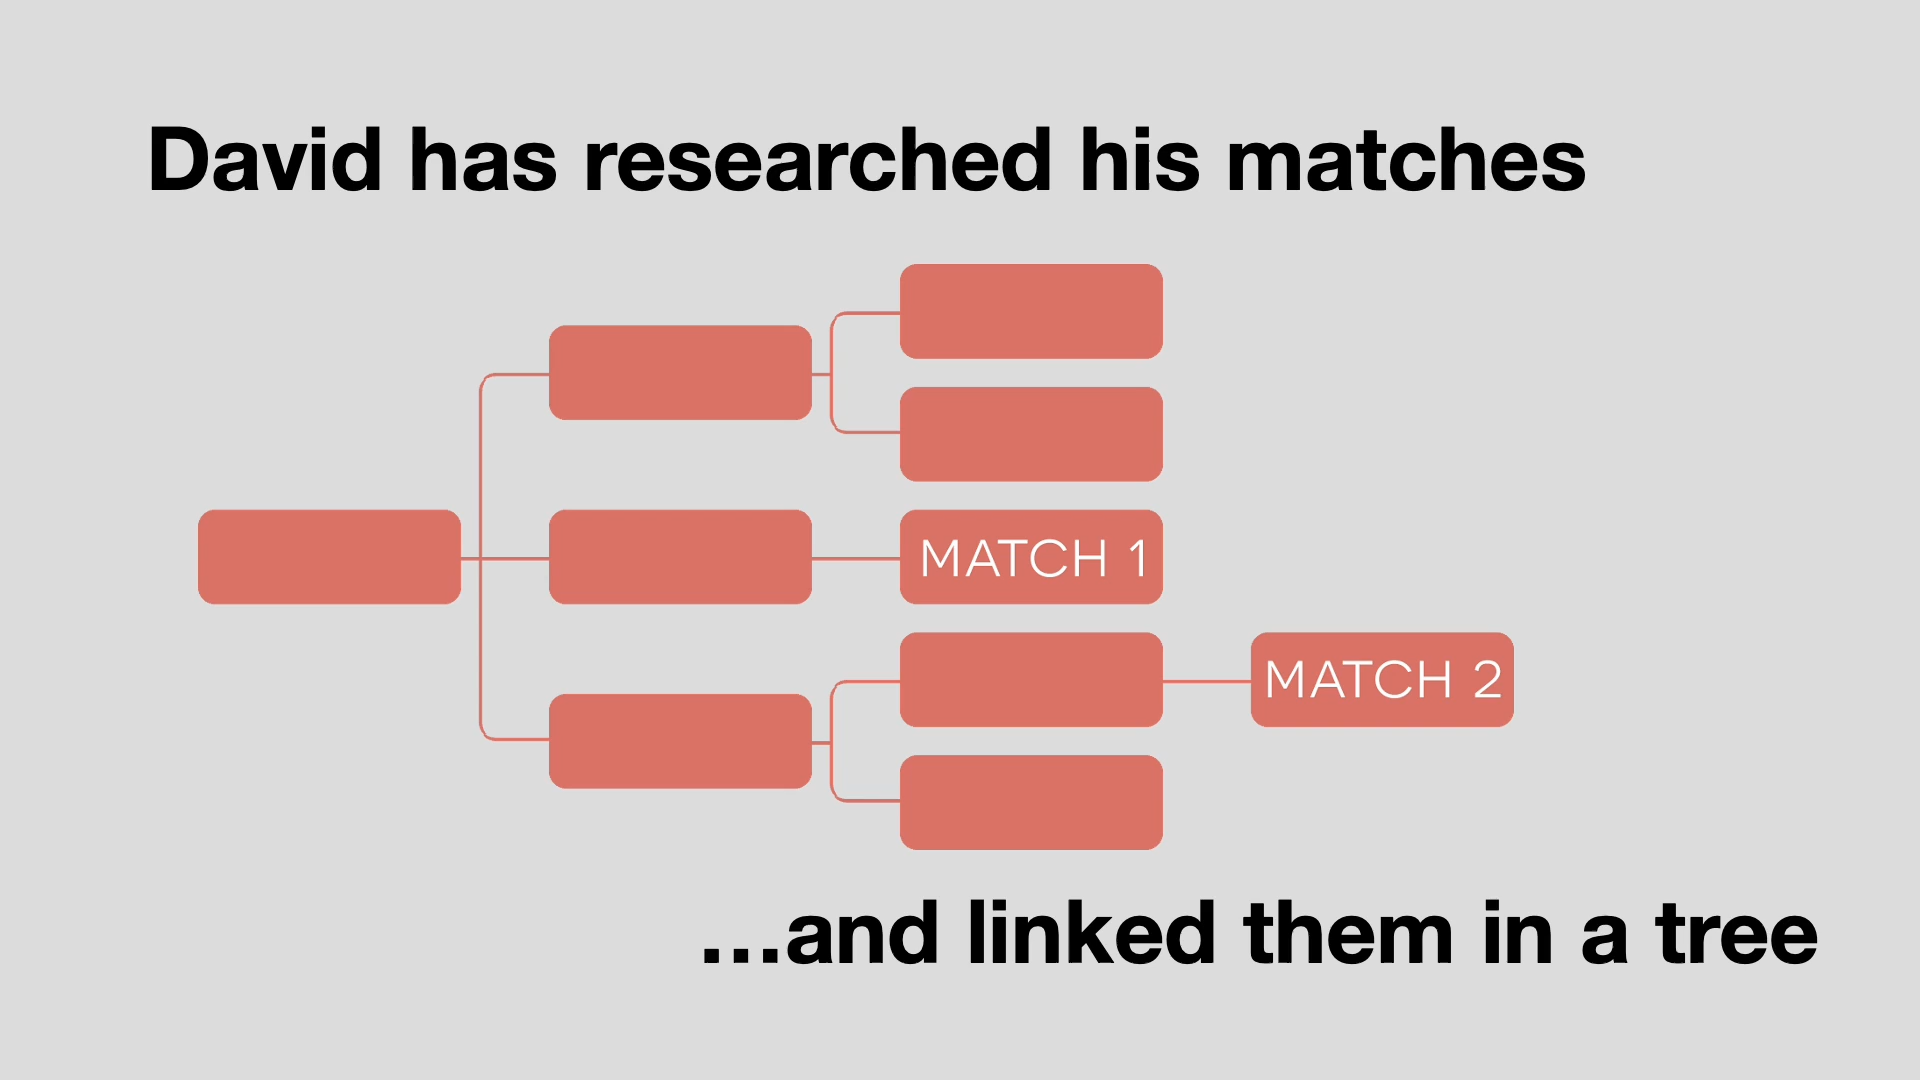 David has researched his matches
MATCH 1
MATCH 2
…and linked them in a tree